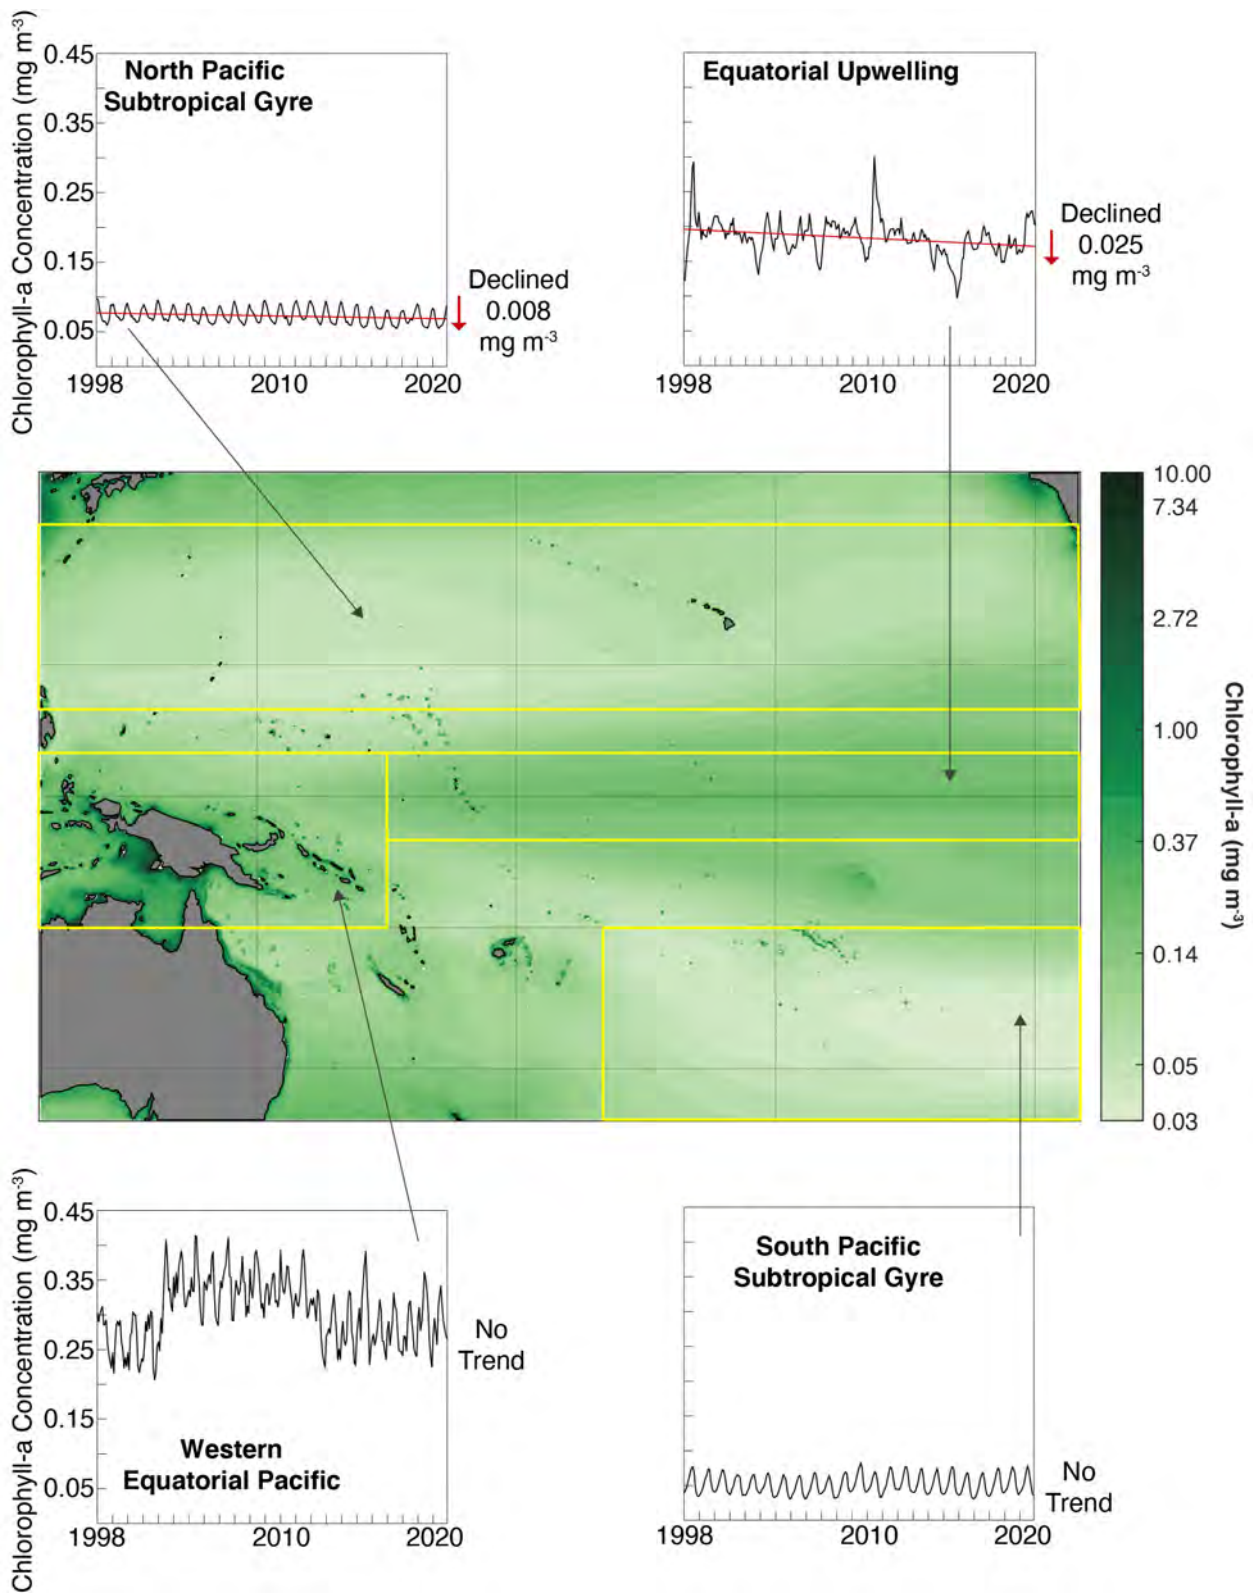 Chlorophyll-a Concentration (mg m-3)
0.45
0.35
0.25
0.15
0.05
North Pacific
Subtropical Gyre
1998
2010
2020
Declined
0.008
mg m-3
Equatorial Upwelling
1998
2010
2020
Declined
0.025
mg m-3
10.00
7.34
2.72
1.00
0.37
0.14
0.05
0.03
Chlorophyll-a (mg m-3)
Chlorophyll-a Concentration (mg m-3)
0.45
0.35
0.25
0.15
0.05
Western
Equatorial Pacific
1998
2010
2020
No
Trend
South Pacific
Subtropical Gyre
1998
2010
2020
No
Trend